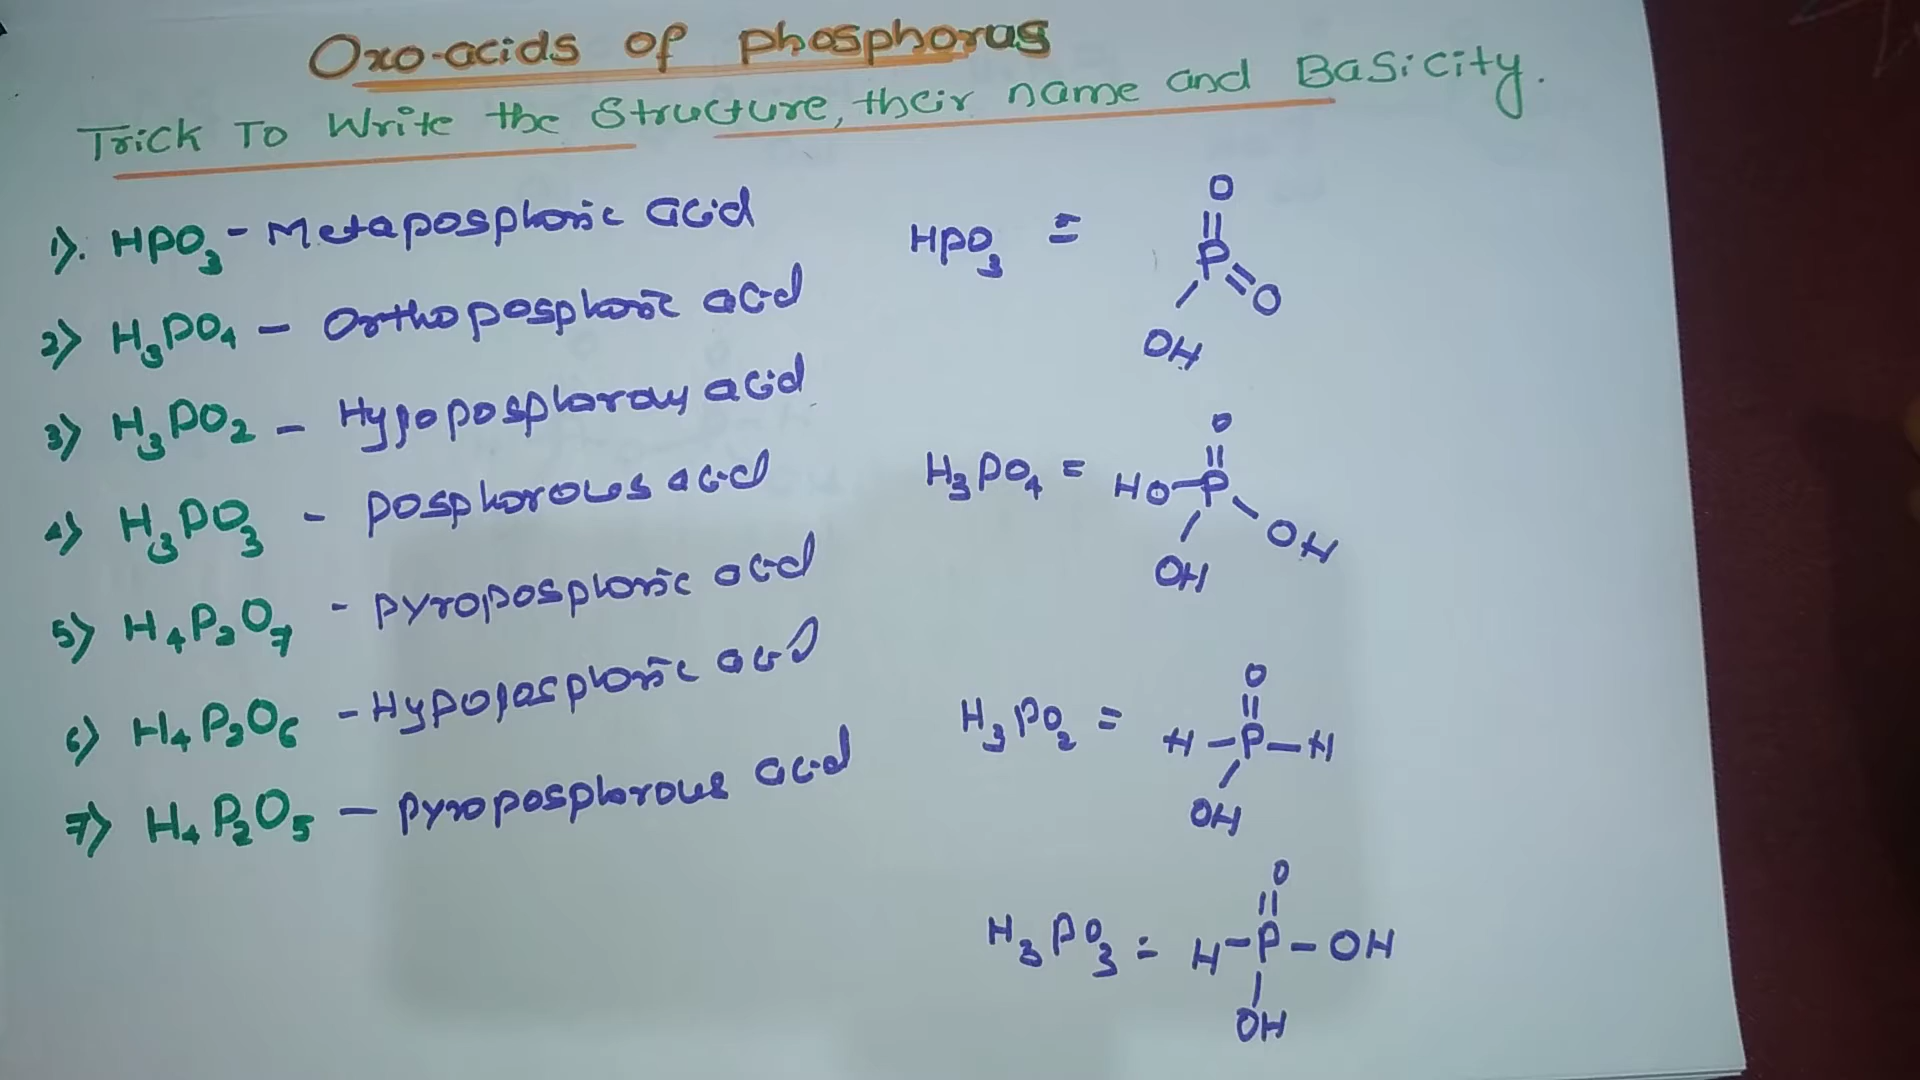 Oxo-acids of phosphorus
Trick To Write the Structure, their name and Basicity.
1). HPO3 - Metaposphoric acid
2) H3PO4 - Orthoposphoric acid
3) H3PO2 - Hypoposphorous acid
4) H3PO3 - posphorous acid
5) H4P2O7 - pyroposphoric acid
6) H4P2O6 - Hypoposphoric acid
7) H4P2O5 - pyroposphorous acid
HPO3 =
O
P
O
OH
H3PO4 =
O
HO-P
OH
OH
H3PO2 =
O
H-P-H
OH
H3PO3 =
O
H-P-OH
OH